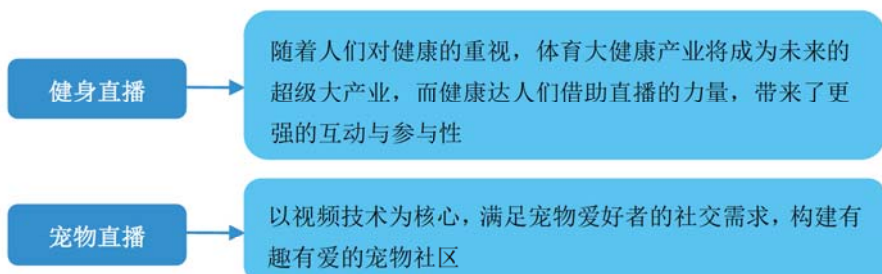 健身直播
随着人们对健康的重视，体育大健康产业将成为未来的
超级大产业，而健康达人们借助直播的力量，带来了更
强的互动与参与性
宠物直播
以视频技术为核心，满足宠物爱好者的社交需求，构建有
趣有爱的宠物社区